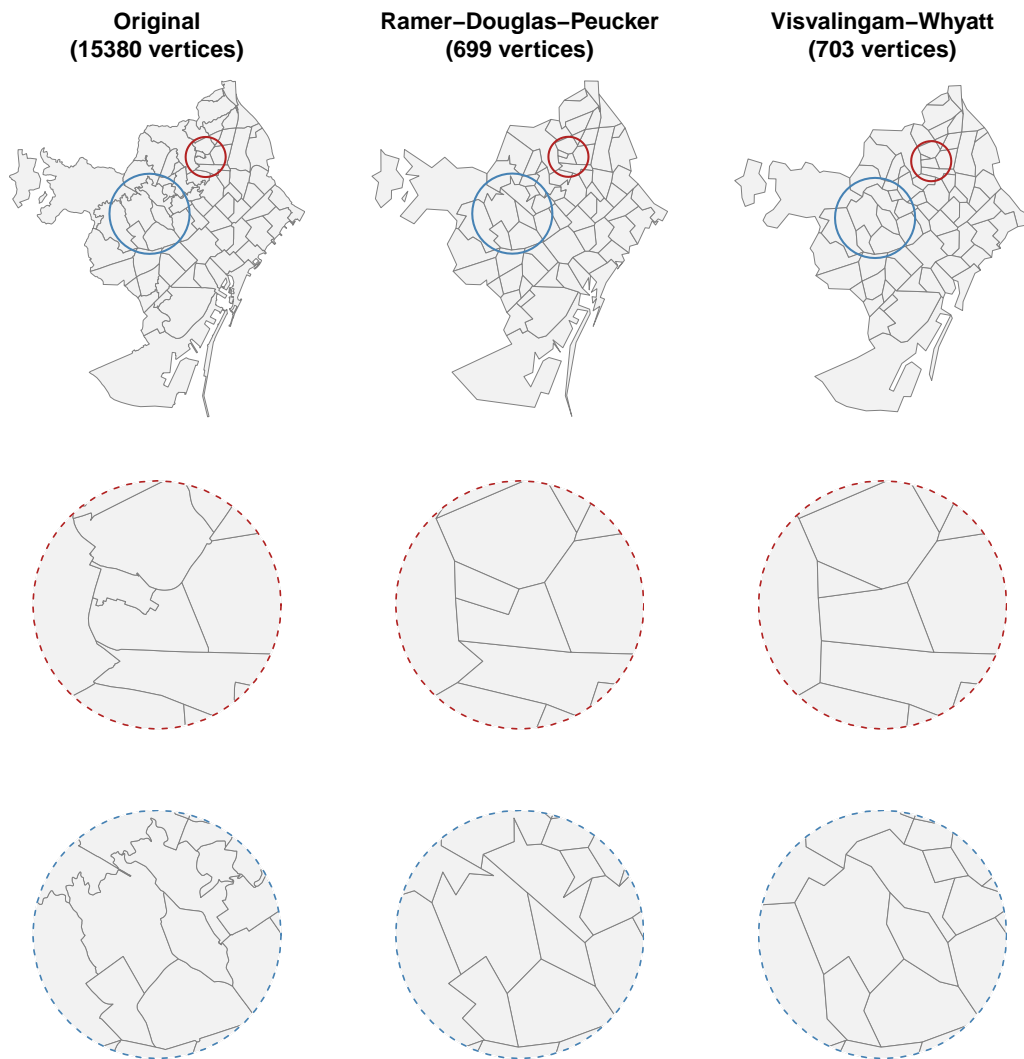 Original
(15380 vertices)
Ramer−Douglas−Peucker
(699 vertices)
Visvalingam−Whyatt
(703 vertices)